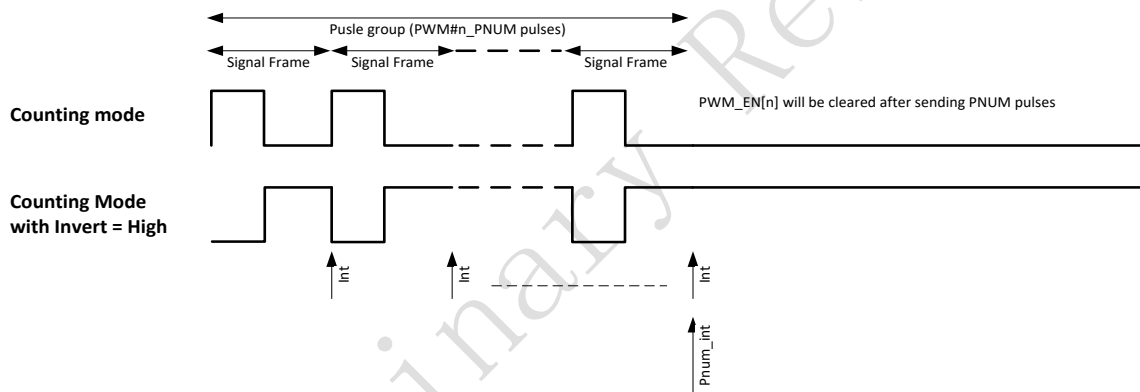 Pusle group (PWM#n_PNUM pulses)
Signal Frame
Signal Frame
Signal Frame
Counting mode
PWM_EN[n] will be cleared after sending PNUM pulses
Counting Mode
with Invert = High
Int
Int
Int
Pnum_int